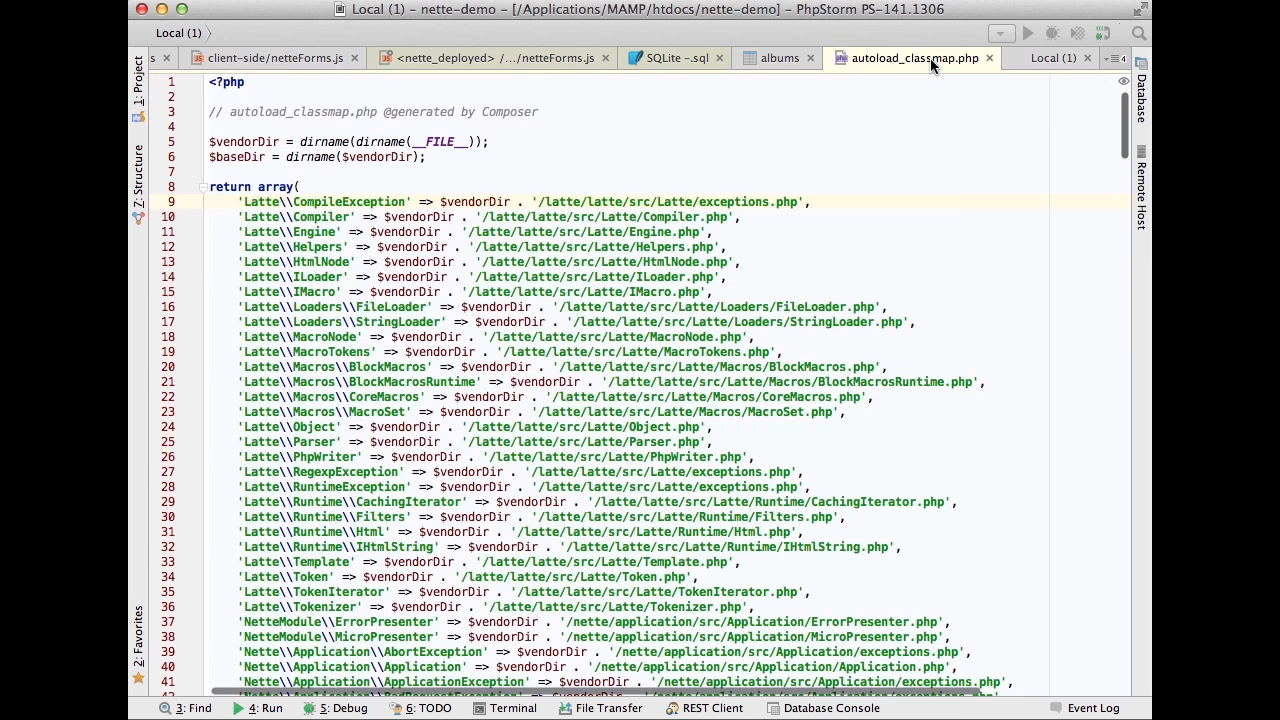 Local (1) - nette-demo - [/Applications/MAMP/htdocs/nette-demo] - PhpStorm PS-141.1306
Local (1)
s client-side/netteForms.js <nette_deployed> /.../netteForms.js SQLite -.sql albums autoload_classmap.php Local (1) 4
1: Project
Z: Structure
2: Favorites
Database
Remote Host
1 <?php
2
3 // autoload_classmap.php @generated by Composer
4
5 $vendorDir = dirname(dirname(__FILE__));
6 $baseDir = dirname($vendorDir);
7
8 return array(
9 'Latte\\CompileException' => $vendorDir . '/latte/latte/src/Latte/exceptions.php',
10 'Latte\\Compiler' => $vendorDir . '/latte/latte/src/Latte/Compiler.php',
11 'Latte\\Engine' => $vendorDir . '/latte/latte/src/Latte/Engine.php',
12 'Latte\\Helpers' => $vendorDir . '/latte/latte/src/Latte/Helpers.php',
13 'Latte\\HtmlNode' => $vendorDir . '/latte/latte/src/Latte/HtmlNode.php',
14 'Latte\\ILoader' => $vendorDir . '/latte/latte/src/Latte/ILoader.php',
15 'Latte\\IMacro' => $vendorDir . '/latte/latte/src/Latte/IMacro.php',
16 'Latte\\Loaders\\FileLoader' => $vendorDir . '/latte/latte/src/Latte/Loaders/FileLoader.php',
17 'Latte\\Loaders\\StringLoader' => $vendorDir . '/latte/latte/src/Latte/Loaders/StringLoader.php',
18 'Latte\\MacroNode' => $vendorDir . '/latte/latte/src/Latte/MacroNode.php',
19 'Latte\\MacroTokens' => $vendorDir . '/latte/latte/src/Latte/MacroTokens.php',
20 'Latte\\Macros\\BlockMacros' => $vendorDir . '/latte/latte/src/Latte/Macros/BlockMacros.php',
21 'Latte\\Macros\\BlockMacrosRuntime' => $vendorDir . '/latte/latte/src/Latte/Macros/BlockMacrosRuntime.php',
22 'Latte\\Macros\\CoreMacros' => $vendorDir . '/latte/latte/src/Latte/Macros/CoreMacros.php',
23 'Latte\\Macros\\MacroSet' => $vendorDir . '/latte/latte/src/Latte/Macros/MacroSet.php',
24 'Latte\\Object' => $vendorDir . '/latte/latte/src/Latte/Object.php',
25 'Latte\\Parser' => $vendorDir . '/latte/latte/src/Latte/Parser.php',
26 'Latte\\PhpWriter' => $vendorDir . '/latte/latte/src/Latte/PhpWriter.php',
27 'Latte\\RegexpException' => $vendorDir . '/latte/latte/src/Latte/exceptions.php',
28 'Latte\\RuntimeException' => $vendorDir . '/latte/latte/src/Latte/exceptions.php',
29 'Latte\\Runtime\\CachingIterator' => $vendorDir . '/latte/latte/src/Latte/Runtime/CachingIterator.php',
30 'Latte\\Runtime\\Filters' => $vendorDir . '/latte/latte/src/Latte/Runtime/Filters.php',
31 'Latte\\Runtime\\Html' => $vendorDir . '/latte/latte/src/Latte/Runtime/Html.php',
32 'Latte\\Runtime\\IHtmlString' => $vendorDir . '/latte/latte/src/Latte/Runtime/IHtmlString.php',
33 'Latte\\Template' => $vendorDir . '/latte/latte/src/Latte/Template.php',
34 'Latte\\Token' => $vendorDir . '/latte/latte/src/Latte/Token.php',
35 'Latte\\TokenIterator' => $vendorDir . '/latte/latte/src/Latte/TokenIterator.php',
36 'Latte\\Tokenizer' => $vendorDir . '/latte/latte/src/Latte/Tokenizer.php',
37 'NetteModule\\ErrorPresenter' => $vendorDir . '/nette/application/src/Application/ErrorPresenter.php',
38 'NetteModule\\MicroPresenter' => $vendorDir . '/nette/application/src/Application/MicroPresenter.php',
39 'Nette\\Application\\AbortException' => $vendorDir . '/nette/application/src/Application/exceptions.php',
40 'Nette\\Application\\Application' => $vendorDir . '/nette/application/src/Application/Application.php',
41 'Nette\\Application\\ApplicationException' => $vendorDir . '/nette/application/src/Application/exceptions.php',
3: Find 4: Run 5: Debug 6: TODO Terminal File Transfer REST Client Database Console Event Log